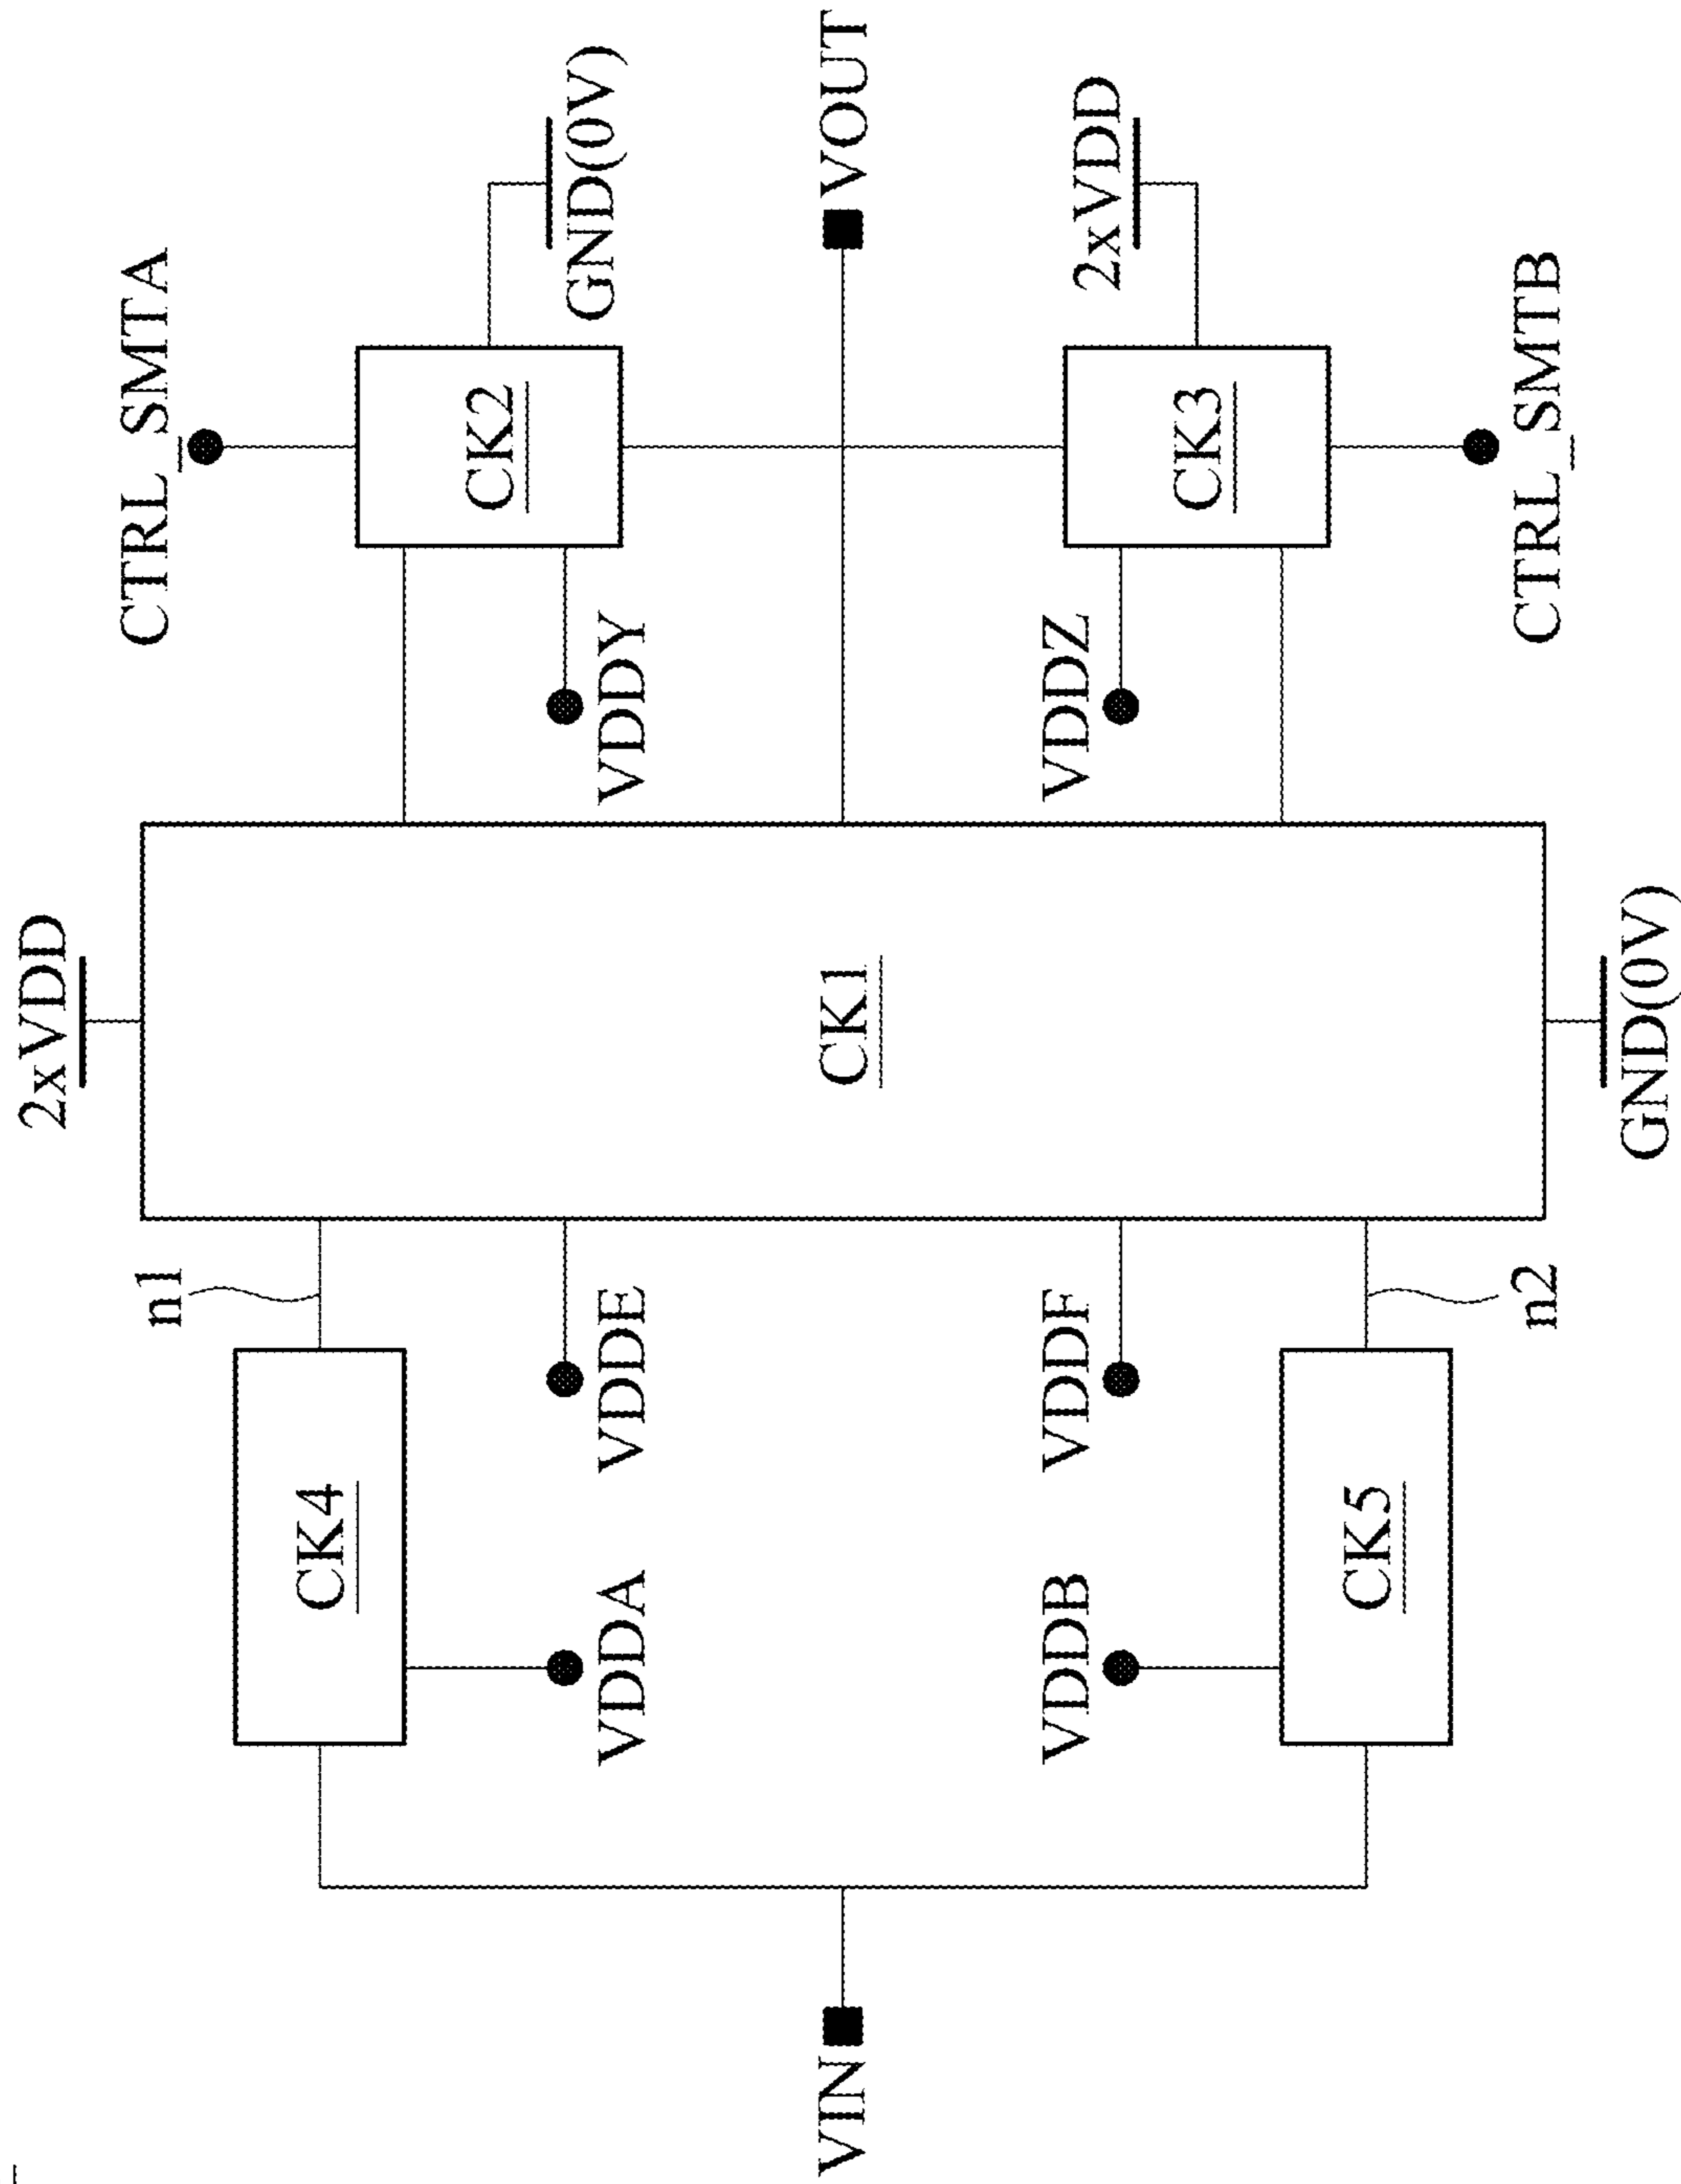 2xVDD
CTRL_SMTA
n1
CK4
CK2
GND(0V)
VDDA
VDDE
VDDY
VIN
CK1
VOUT
VDDB
VDDF
VDDZ
2xVDD
CK3
CK5
n2
CTRL_SMTB
GND(0V)